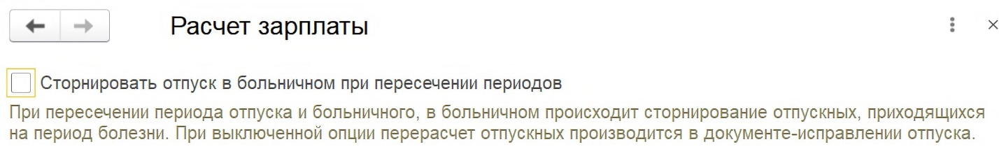 Расчет зарплаты
Сторнировать отпуск в больничном при пересечении периодов
При пересечении периода отпуска и больничного, в больничном происходит сторнирование отпускных, приходящихся
на период болезни. При выключенной опции перерасчет отпускных производится в документе-исправлении отпуска.